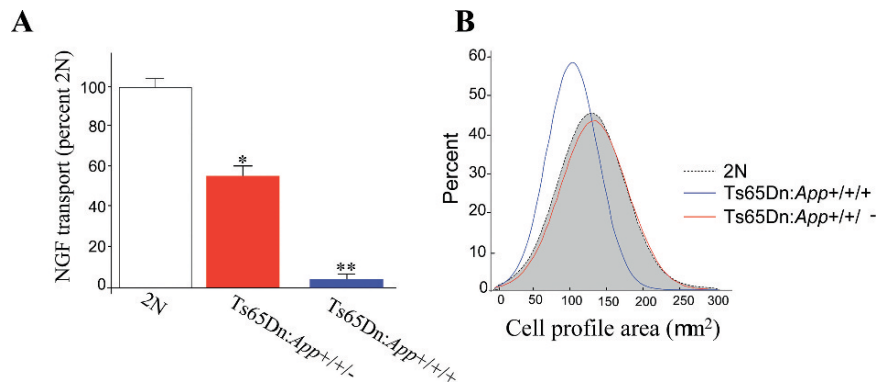 A
NGF transport (percent 2N)
100
80
60
40
20
0
*
**
2N
Ts65Dn:App+/+/-
Ts65Dn:App+/+/+
B
Percent
60
50
40
30
20
10
0
0 50 100 150 200 250 300
Cell profile area (mm2)
2N
Ts65Dn:App+/+/+
Ts65Dn:App+/+/ -